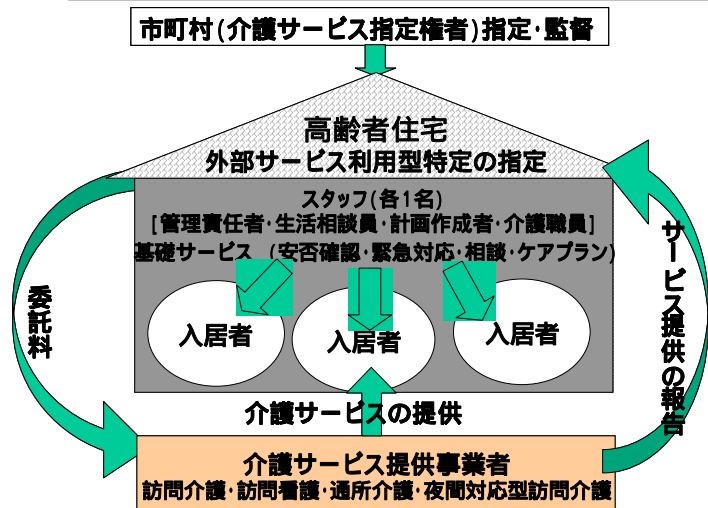 市町村(介護サービス指定権者)指定・監督
高齢者住宅
外部サービス利用型特定の指定
スタッフ(各1名)
[管理責任者・生活相談員・計画作成者・介護職員]
基礎サービス (安否確認・緊急対応・相談・ケアプラン)
入居者
入居者
入居者
委託料
サービス提供の報告
介護サービスの提供
介護サービス提供事業者
訪問介護・訪問看護・通所介護・夜間対応型訪問介護